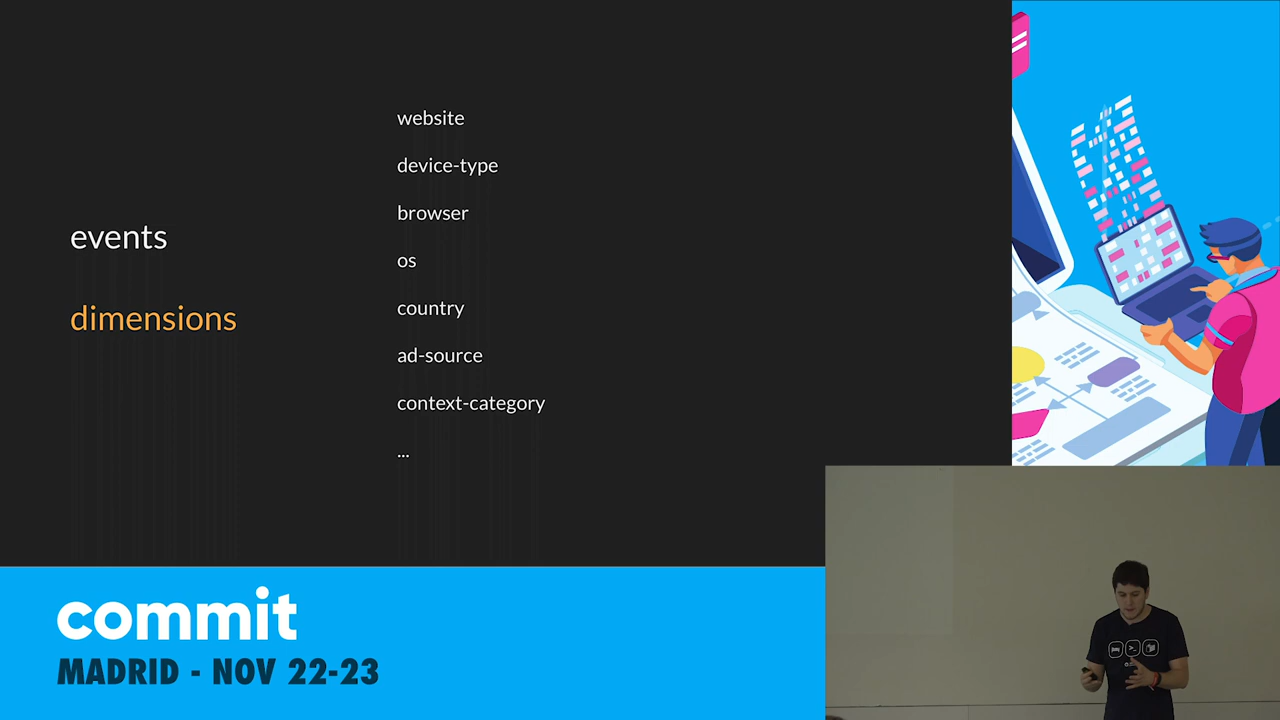 events
dimensions
website
device-type
browser
os
country
ad-source
context-category
...
commit
MADRID - NOV 22-23